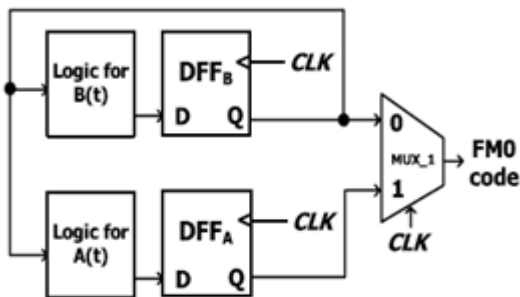 Logic for
B(t)
DFFB
CLK
D Q
0
MUX_1
1
FM0
code
CLK
Logic for
A(t)
DFFA
CLK
D Q